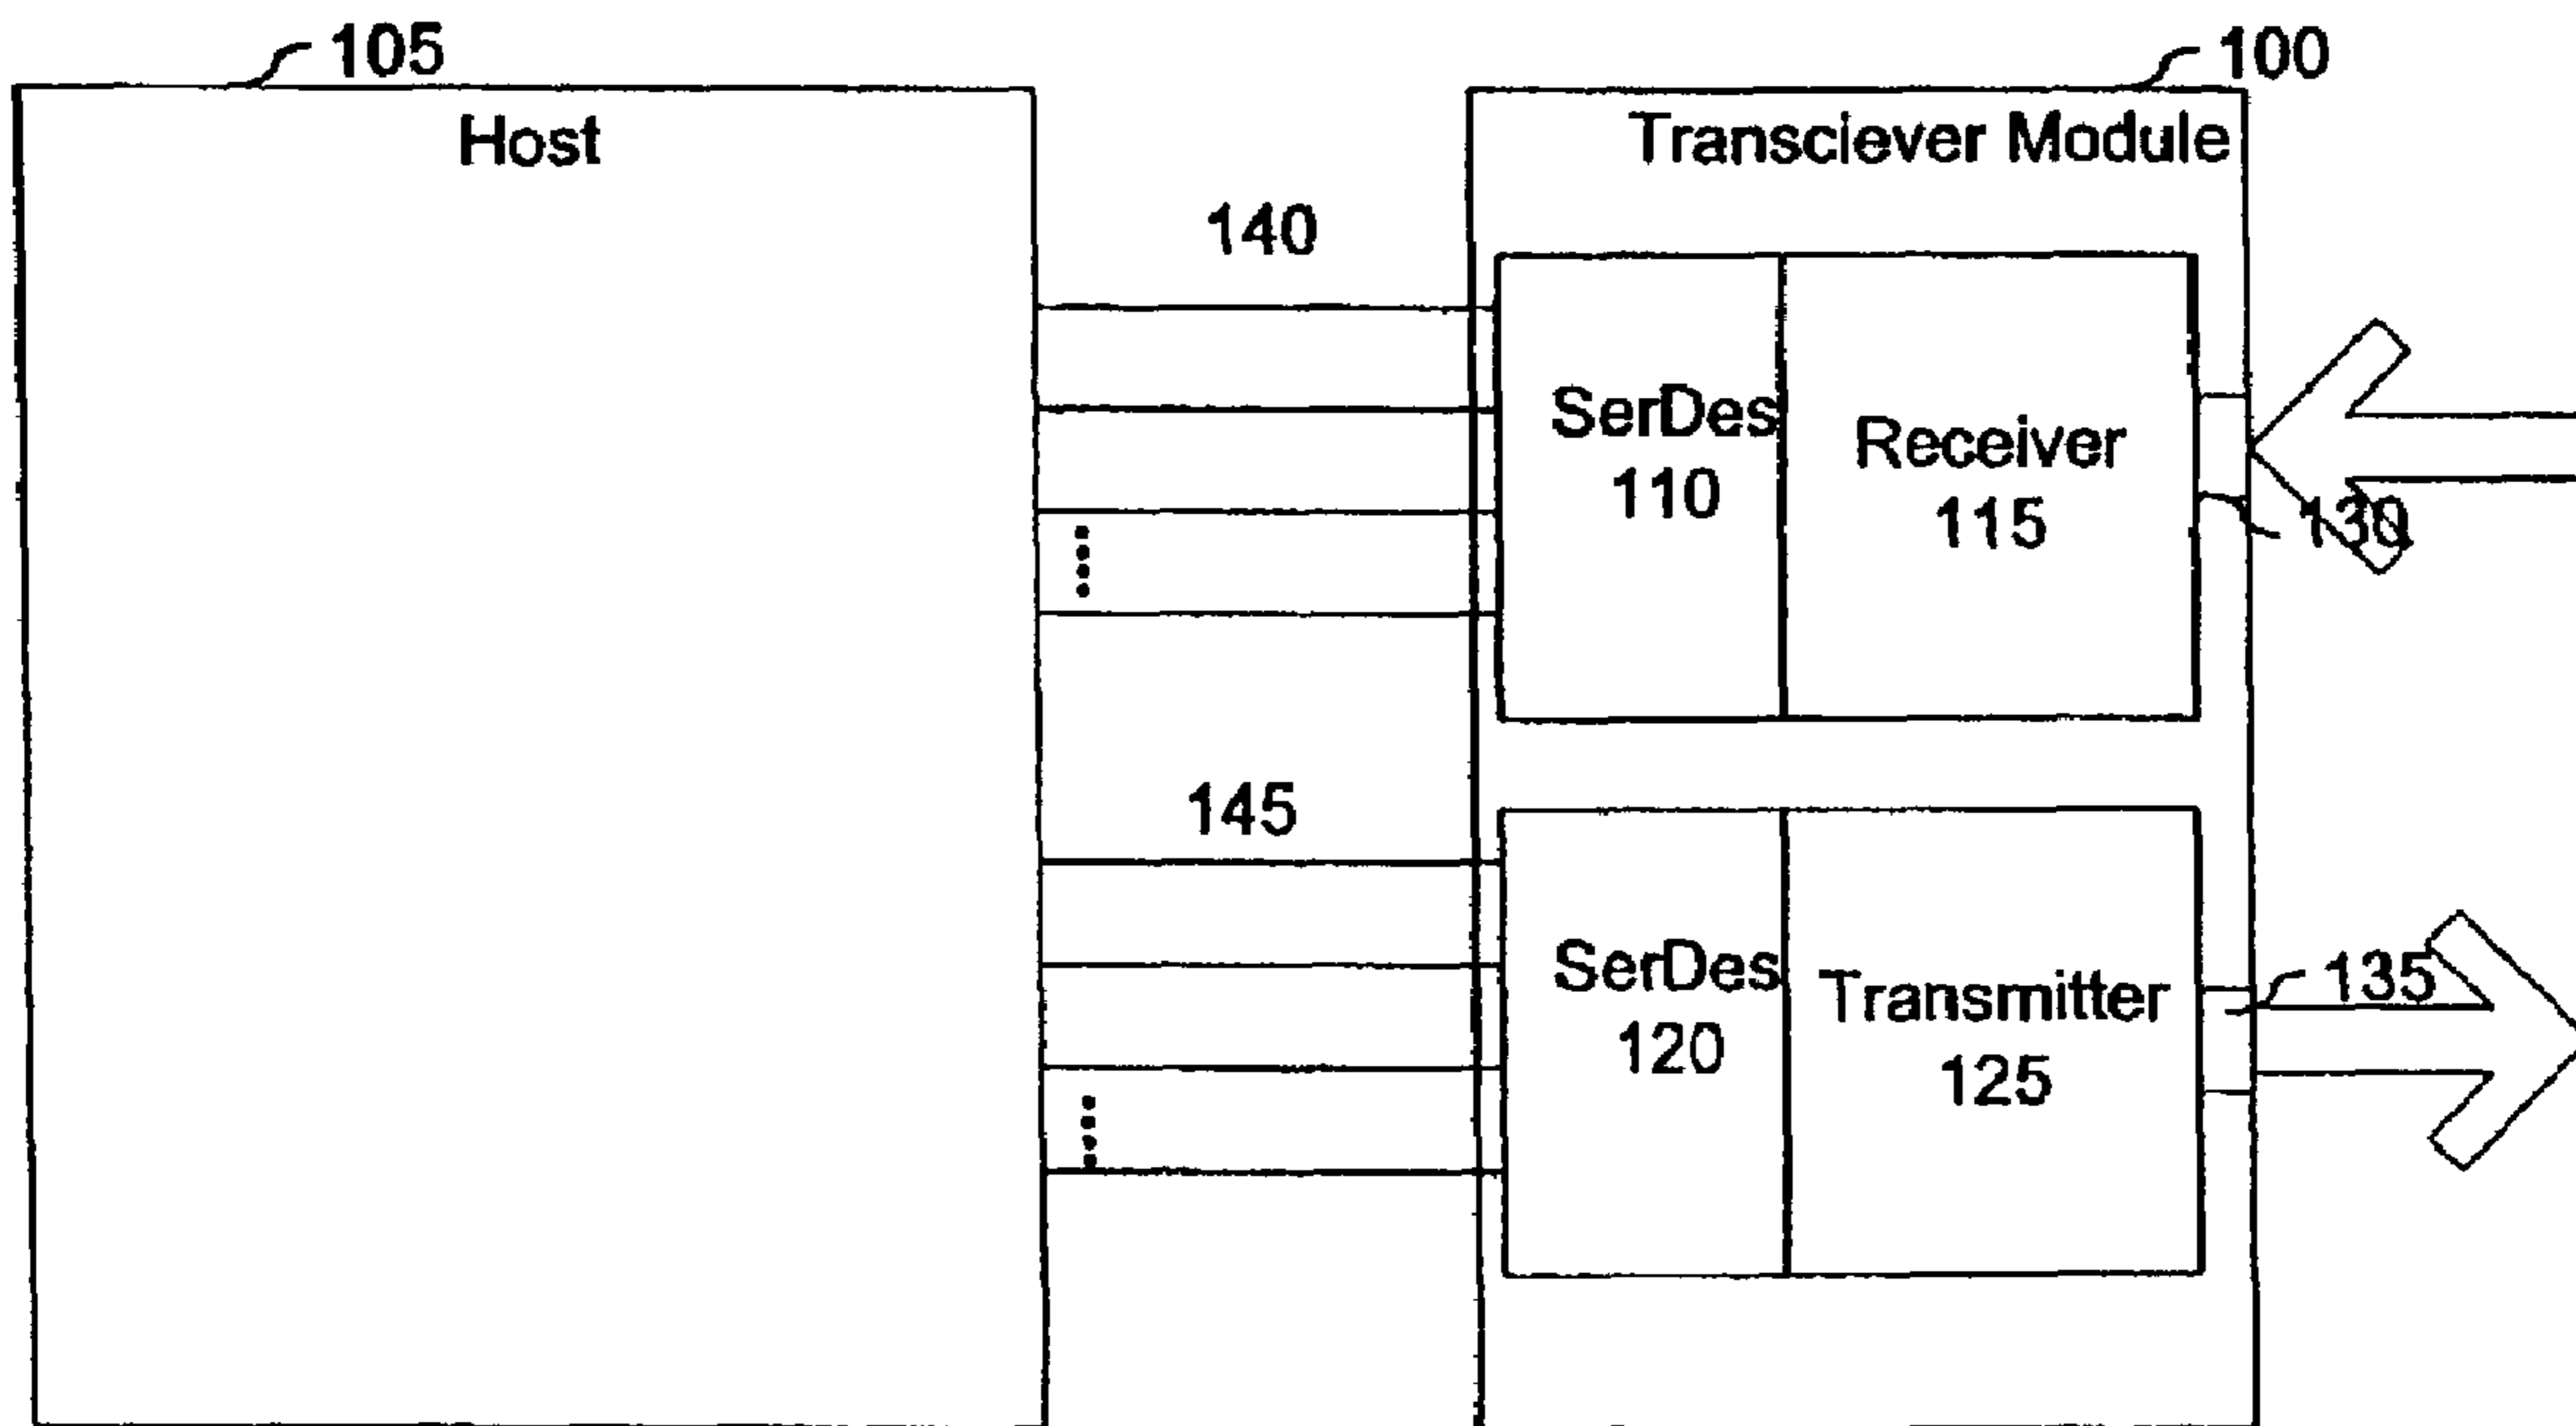 105
100
Host
Transciever Module
140
SerDes
110
Receiver
115
130
145
SerDes
120
Transmitter
125
135